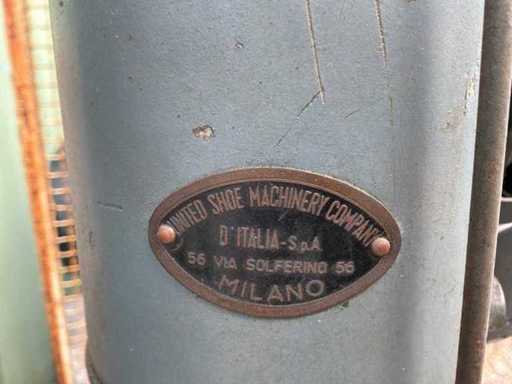 UNITED SHOE MACHINERY COMPANY
D'ITALIA-S.p.A
56 VIA SOLFERINO 56
MILANO